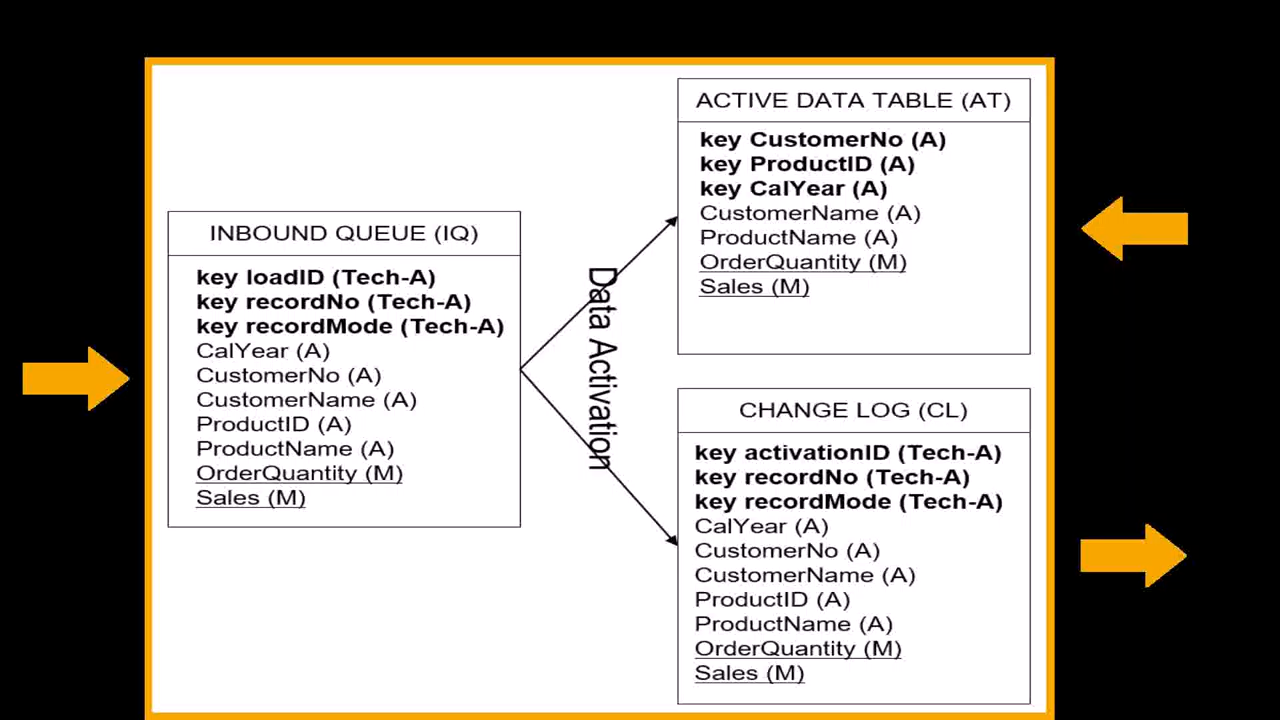 INBOUND QUEUE (IQ)
key loadID (Tech-A)
key recordNo (Tech-A)
key recordMode (Tech-A)
CalYear (A)
CustomerNo (A)
CustomerName (A)
ProductID (A)
ProductName (A)
OrderQuantity (M)
Sales (M)
Data Activation
ACTIVE DATA TABLE (AT)
key CustomerNo (A)
key ProductID (A)
key CalYear (A)
CustomerName (A)
ProductName (A)
OrderQuantity (M)
Sales (M)
CHANGE LOG (CL)
key activationID (Tech-A)
key recordNo (Tech-A)
key recordMode (Tech-A)
CalYear (A)
CustomerNo (A)
CustomerName (A)
ProductID (A)
ProductName (A)
OrderQuantity (M)
Sales (M)